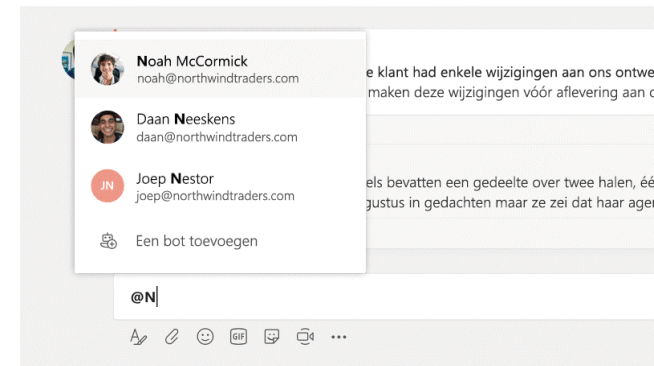 Noah McCormick
noah@northwindtraders.com
e klant had enkele wijzigingen aan ons ontwe
maken deze wijzigingen vóór aflevering aan
Daan Neeskens
daan@northwindtraders.com
JN
Joep Nestor
joep@northwindtraders.com
els bevatten een gedeelte over twee halen, éé
gustus in gedachten maar ze zei dat haar ager
Een bot toevoegen
@N
GIF